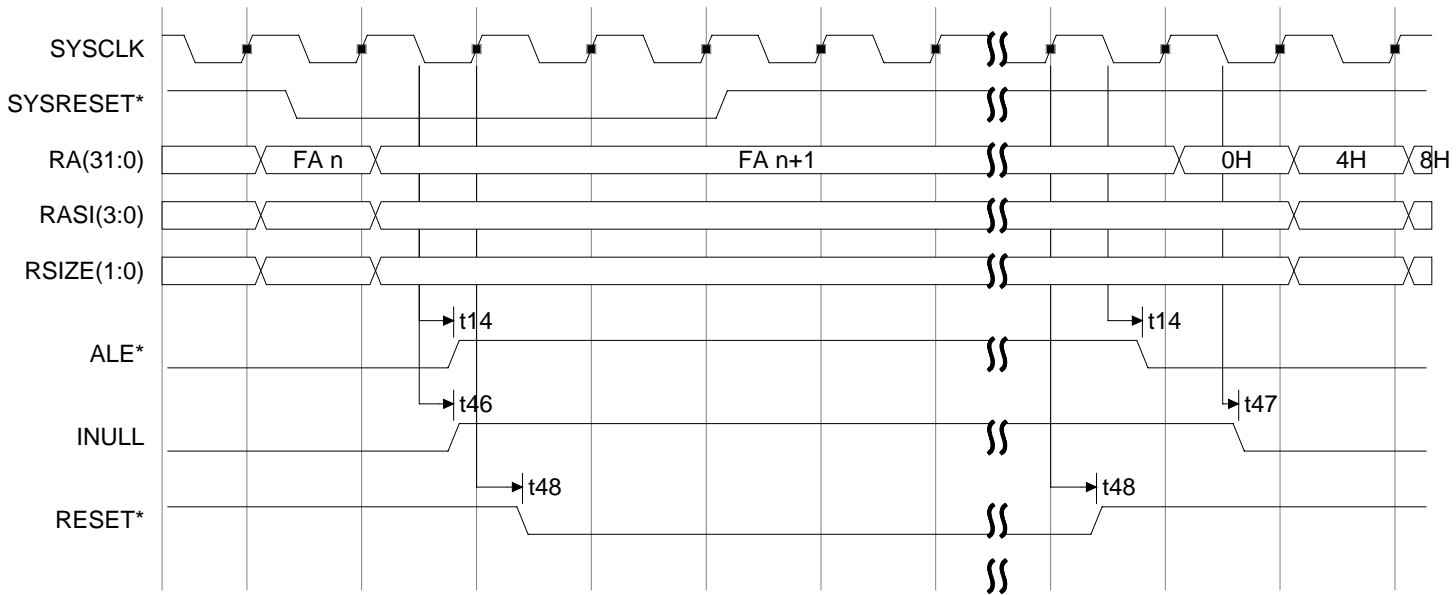 SYSCLK
SYSRESET*
RA(31:0) FA n FA n+1 0H 4H 8H
RASI(3:0)
RSIZE(1:0)
t14 t14
ALE*
t46 t47
INULL
t48 t48
RESET*